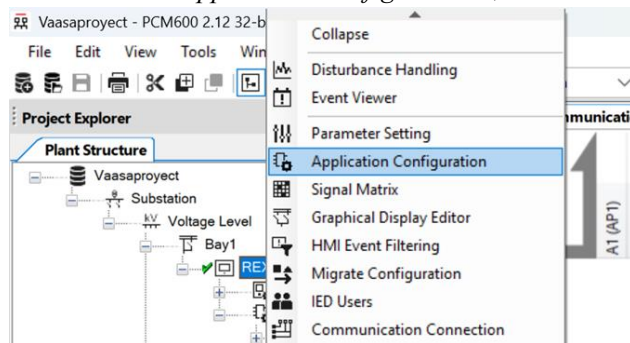 Vaasaproyect - PCM600 2.12 32-b
File Edit View Tools Win
Project Explorer
Plant Structure
Vaasaproyect
Substation
kV Voltage Level
Bay1
REX
Collapse
Disturbance Handling
Event Viewer
Parameter Setting
Application Configuration
Signal Matrix
Graphical Display Editor
HMI Event Filtering
Migrate Configuration
IED Users
Communication Connection
mmunicati
A1 (AP1)